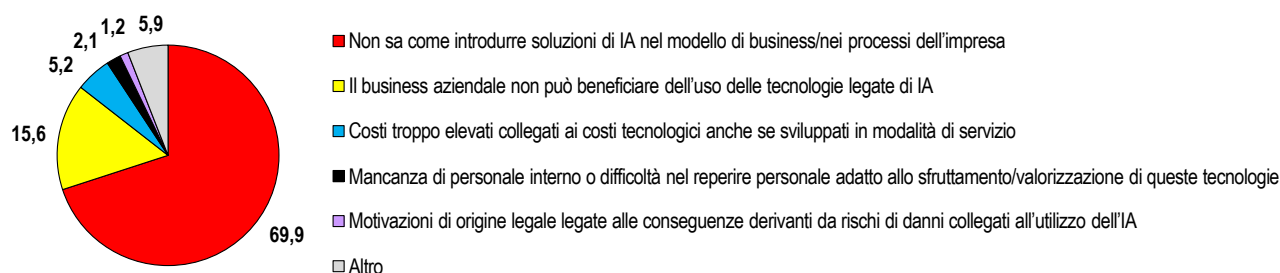 1,2
5,9
2,1
5,2
15,6
69,9
Non sa come introdurre soluzioni di IA nel modello di business/nei processi dell'impresa
Il business aziendale non può beneficiare dell'uso delle tecnologie legate di IA
Costi troppo elevati collegati ai costi tecnologici anche se sviluppati in modalità di servizio
Mancanza di personale interno o difficoltà nel reperire personale adatto allo sfruttamento/valorizzazione di queste tecnologie
Motivazioni di origine legale legate alle conseguenze derivanti da rischi di danni collegati all'utilizzo dell'IA
Altro